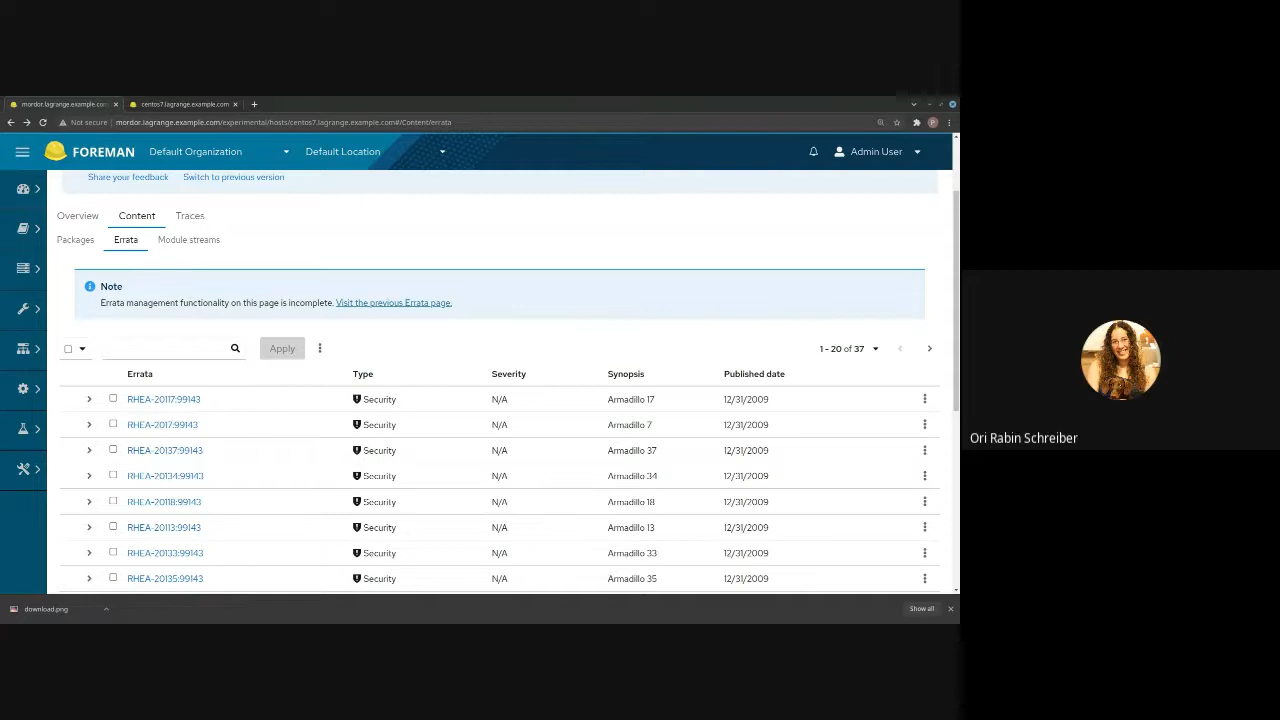 mordor.lagrange.example.com
centos7.lagrange.example.com
Not secure
mordor.lagrange.example.com/experimental/hosts/centos7.lagrange.example.com#/Content/errata
FOREMAN
Default Organization
Default Location
Admin User
Share your feedback
Switch to previous version
Overview
Content
Traces
Packages
Errata
Module streams
Note
Errata management functionality on this page is incomplete. Visit the previous Errata page.
Apply
1 - 20 of 37
Errata Type Severity Synopsis Published date
RHEA-20117:99143 Security N/A Armadillo 17 12/31/2009
RHEA-2017:99143 Security N/A Armadillo 7 12/31/2009
RHEA-20137:99143 Security N/A Armadillo 37 12/31/2009
RHEA-20134:99143 Security N/A Armadillo 34 12/31/2009
RHEA-20118:99143 Security N/A Armadillo 18 12/31/2009
RHEA-20113:99143 Security N/A Armadillo 13 12/31/2009
RHEA-20133:99143 Security N/A Armadillo 33 12/31/2009
RHEA-20135:99143 Security N/A Armadillo 35 12/31/2009
download.png
Show all
Ori Rabin Schreiber